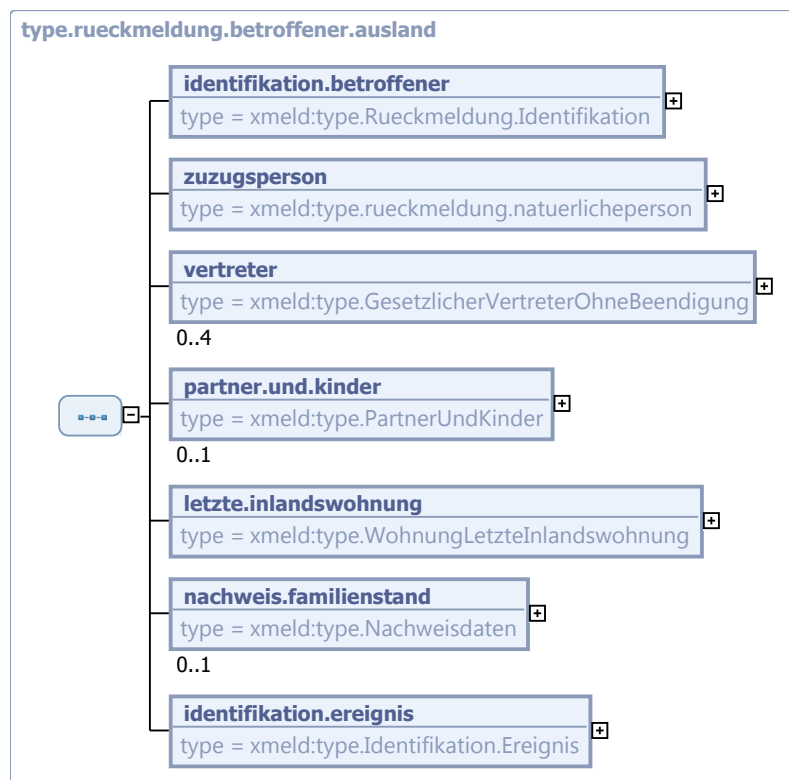 type.rueckmeldung.betroffener.ausland
identifikation.betroffener
type = xmeld:type.Rueckmeldung.Identifikation
zuzugsperson
type = xmeld:type.rueckmeldung.natuerlicheperson
vertreter
type = xmeld:type.GesetzlicherVertreterOhneBeendigung
0..4
partner.und.kinder
type = xmeld:type.PartnerUndKinder
0..1
letzte.inlandswohnung
type = xmeld:type.WohnungLetzteInlandswohnung
nachweis.familienstand
type = xmeld:type.Nachweisdaten
0..1
identifikation.ereignis
type = xmeld:type.Identifikation.Ereignis